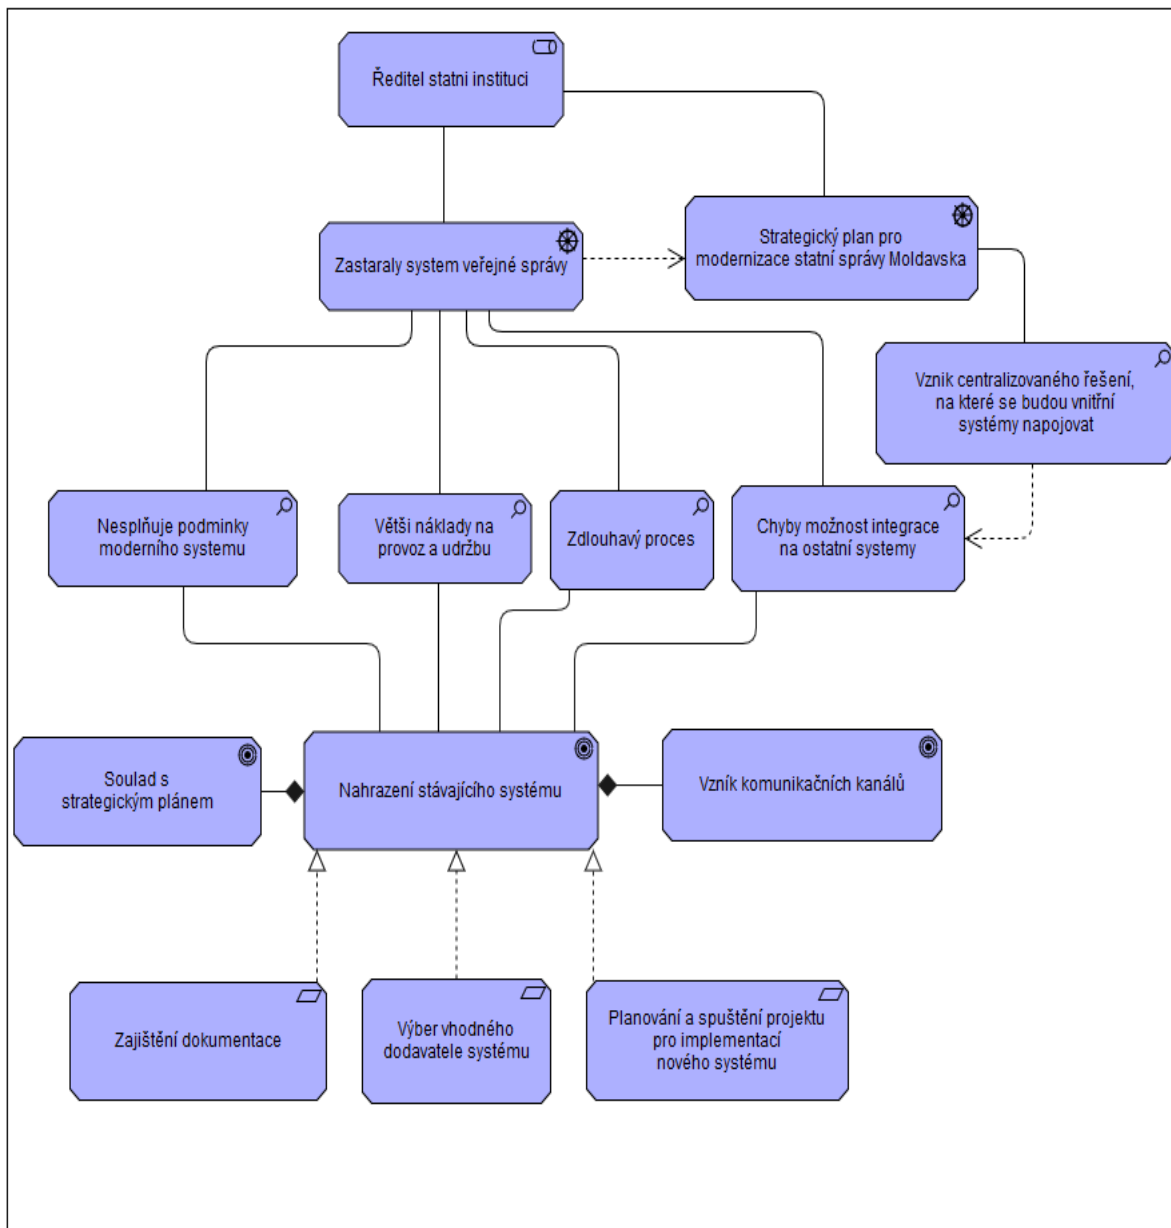 Ředitel statni instituci
Zastaraly system veřejné správy
Strategický plan pro
modernizace statní správy Moldavska
Vznik centralizovaného řešení,
na které se budou vnitřní
systémy napojovat
Nesplňuje podminky
moderního systemu
Větši náklady na
provoz a udržbu
Zdlouhavý proces
Chyby možnost integrace
na ostatní systemy
Soulad s
strategickým plánem
Nahrazení stávajícího systému
Vzník komunikačních kanálů
Zajištění dokumentace
Výber vhodného
dodavatele systému
Planování a spuštění projektu
pro implementací
nového systému